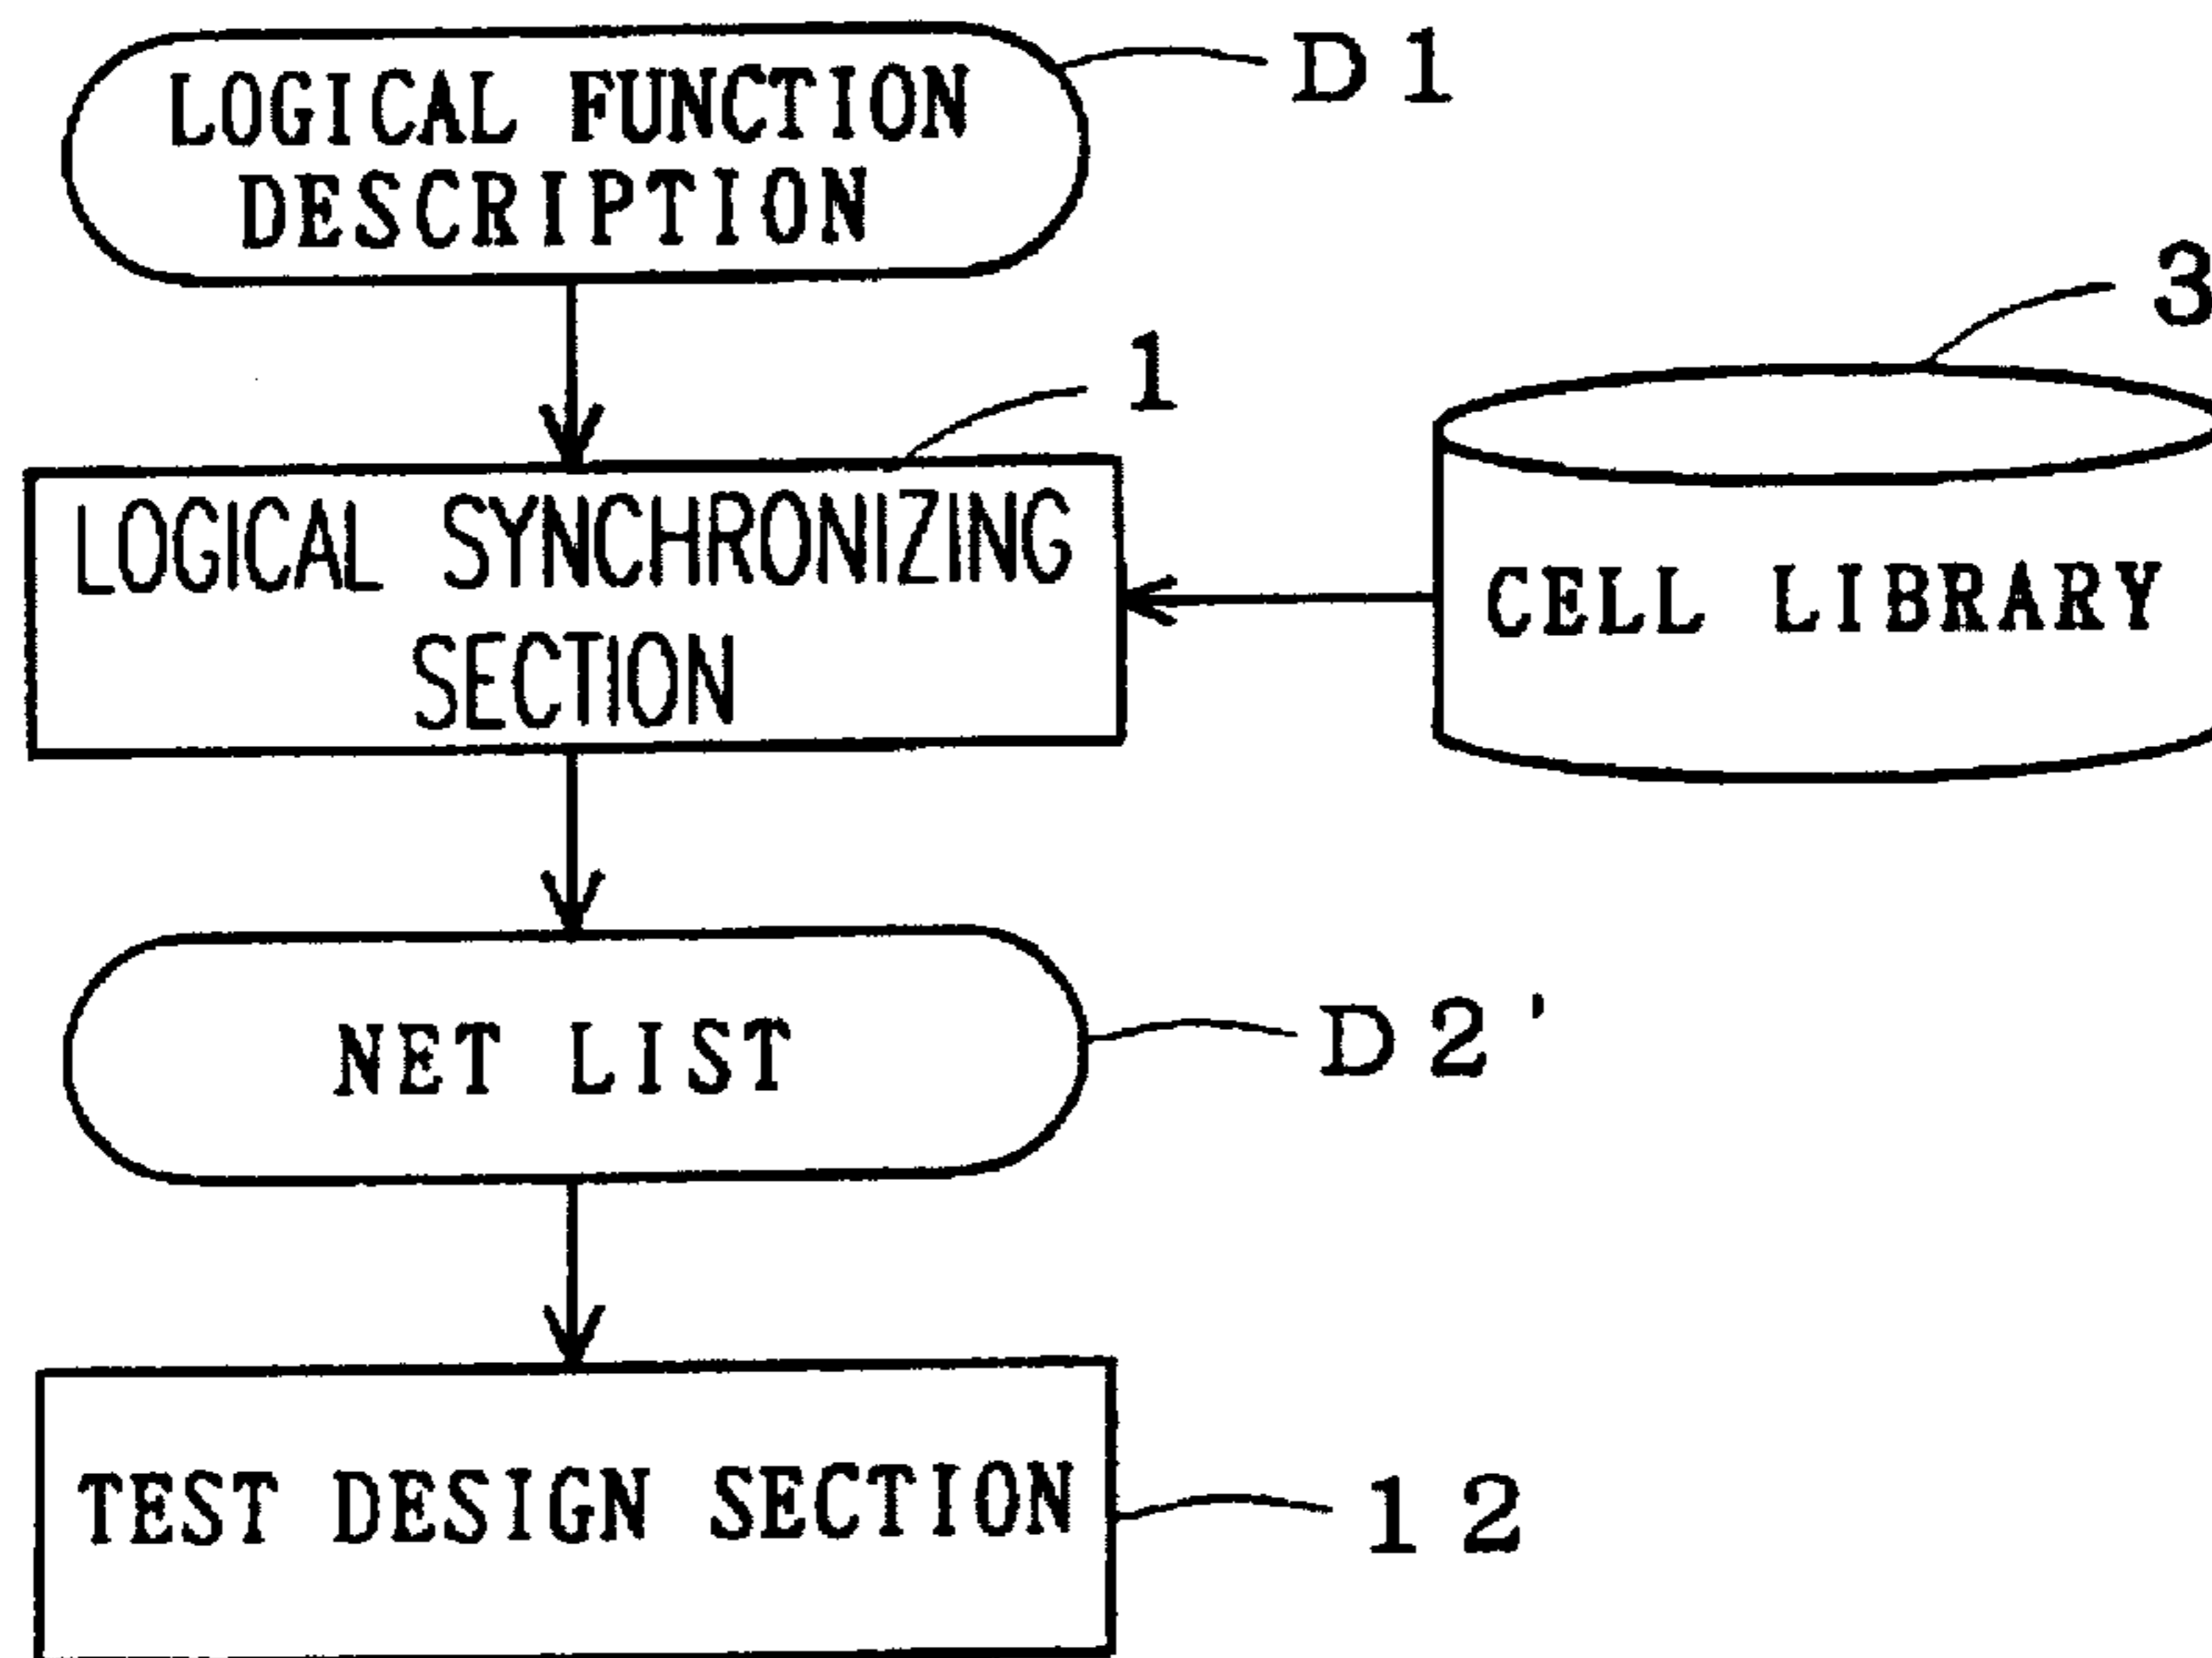 LOGICAL FUNCTION
DESCRIPTION
D1
3
1
LOGICAL SYNCHRONIZING
SECTION
CELL LIBRARY
NET LIST
D2'
TEST DESIGN SECTION
12